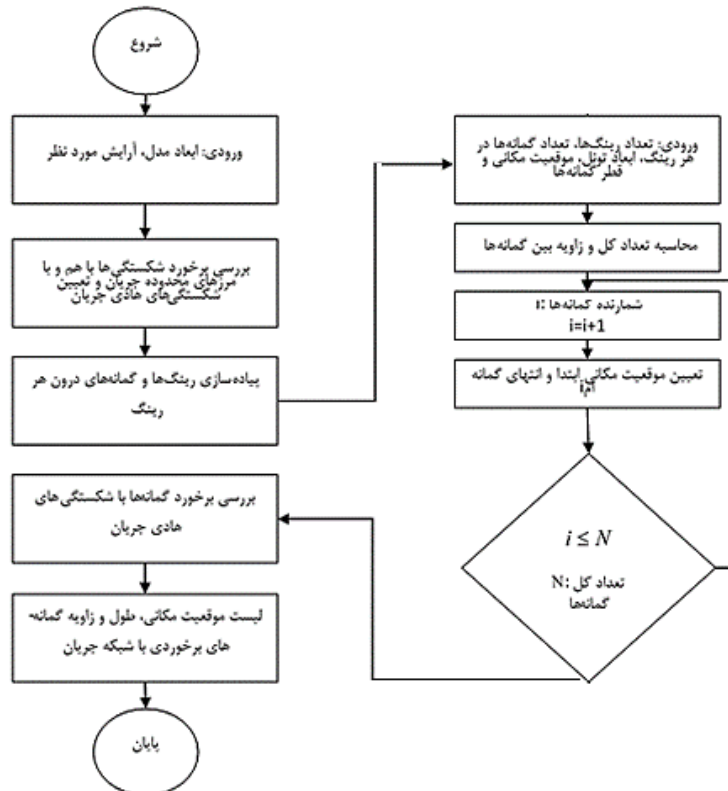 شروع
ورودی: ابعاد مدل، آرایش مورد نظر
بررسی برخورد شکستگی‌ها با هم و با
مرزهای محدوده جریان و تعیین
شکستگی‌های هادی جریان
پیاده‌سازی رینگ‌ها و گمانه‌های درون هر
رینگ
ورودی: تعداد رینگ‌ها، تعداد گمانه‌ها در
هر رینگ، ابعاد تونل، موقعیت مکانی و
قطر گمانه‌ها
محاسبه تعداد کل و زاویه بین گمانه‌ها
شمارنده گمانه‌ها :i
i=i+1
تعیین موقعیت مکانی ابتدا و انتهای گمانه
iام
i ≤ N
تعداد کل :N
گمانه‌ها
بررسی برخورد گمانه‌ها با شکستگی‌های
هادی جریان
لیست موقعیت مکانی، طول و زاویه گمانه-
های برخوردی با شبکه جریان
پایان